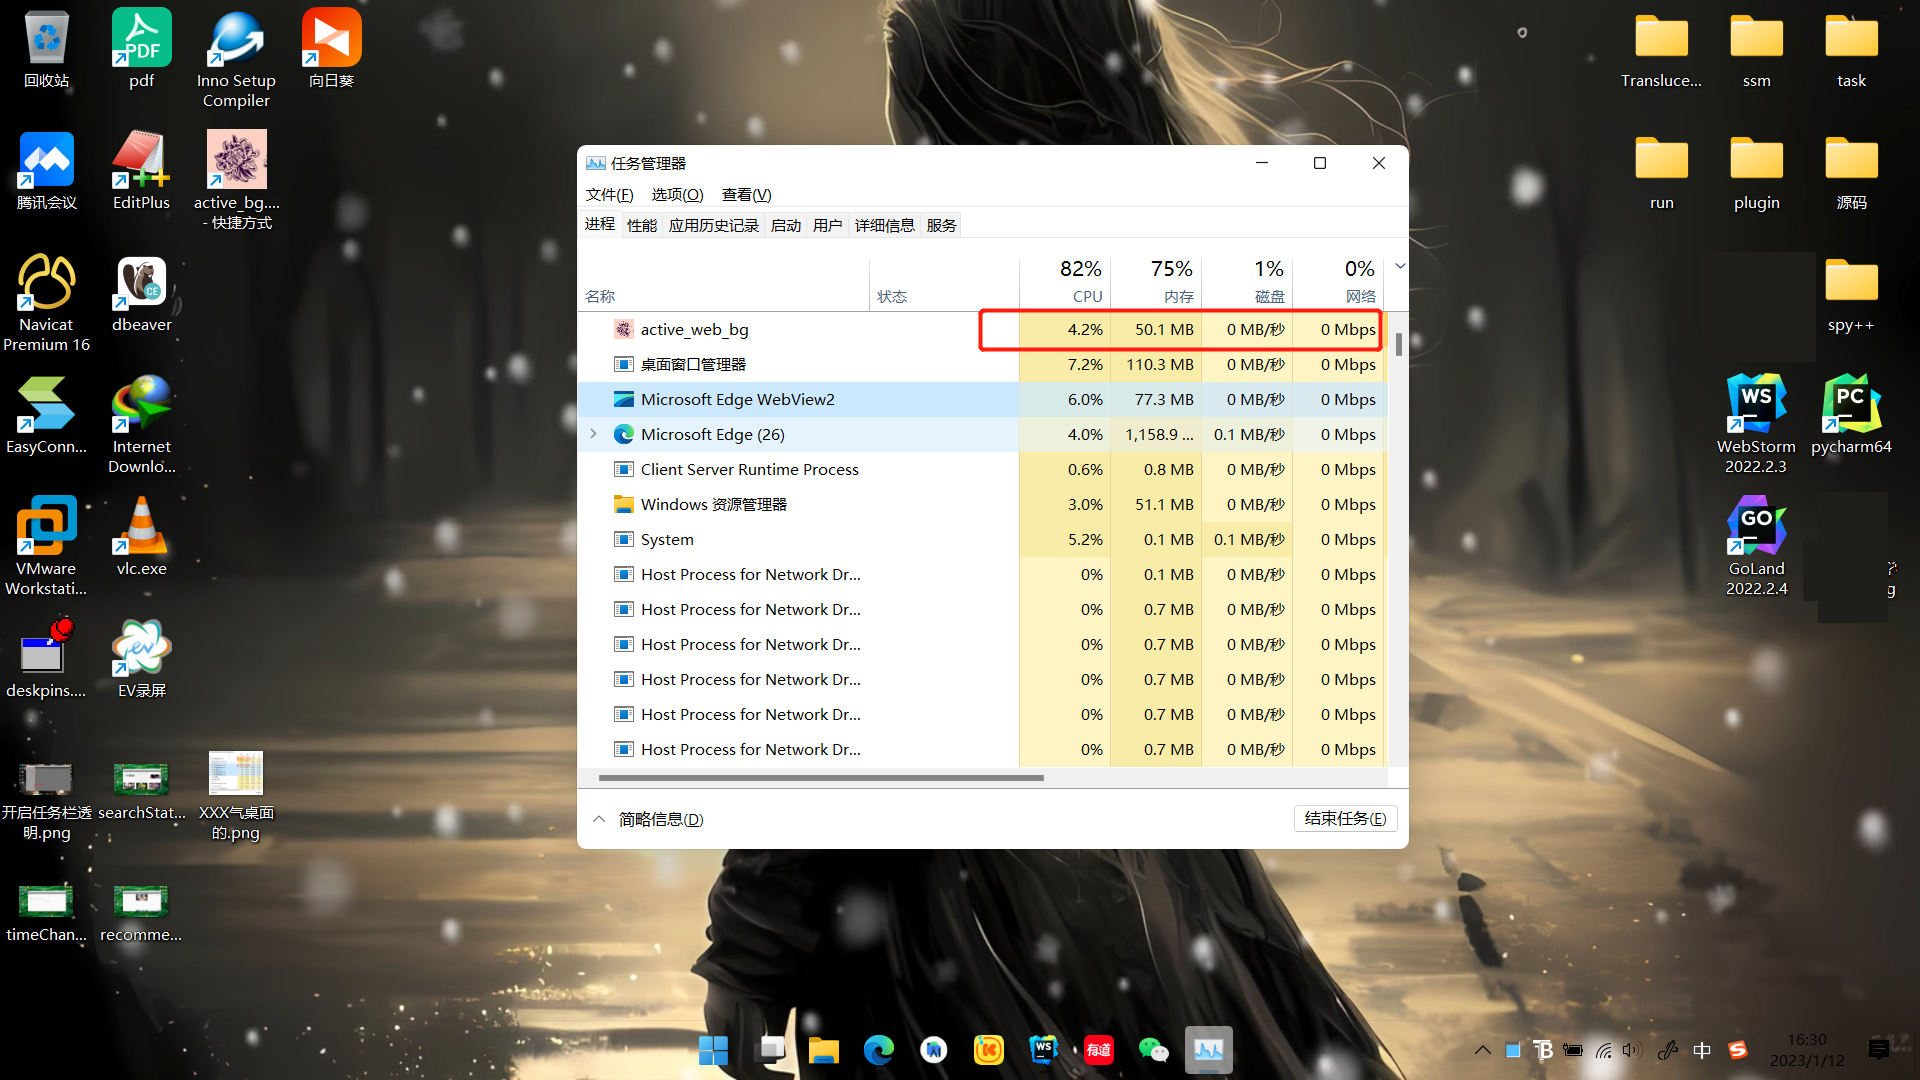 回收站
pdf
Inno Setup
Compiler
向日葵
腾讯会议
EditPlus
active_bg....
- 快捷方式
Navicat
Premium 16
dbeaver
EasyConn...
Internet
Downlo...
VMware
Workstati...
vlc.exe
deskpins....
EV录屏
开启任务栏透
明.png
searchStat...
XXX气桌面
的.png
timeChan...
recomme...
Transluce...
ssm
task
run
plugin
源码
spy++
WebStorm
2022.2.3
pycharm64
GoLand
2022.2.4
任务管理器
文件(F) 选项(O) 查看(V)
进程 性能 应用历史记录 启动 用户 详细信息 服务
82% 75% 1% 0%
名称 状态 CPU 内存 磁盘 网络
active_web_bg 4.2% 50.1 MB 0 MB/秒 0 Mbps
桌面窗口管理器 7.2% 110.3 MB 0 MB/秒 0 Mbps
Microsoft Edge WebView2 6.0% 77.3 MB 0 MB/秒 0 Mbps
Microsoft Edge (26) 4.0% 1,158.9 ... 0.1 MB/秒 0 Mbps
Client Server Runtime Process 0.6% 0.8 MB 0 MB/秒 0 Mbps
Windows 资源管理器 3.0% 51.1 MB 0 MB/秒 0 Mbps
System 5.2% 0.1 MB 0.1 MB/秒 0 Mbps
Host Process for Network Dr... 0% 0.1 MB 0 MB/秒 0 Mbps
Host Process for Network Dr... 0% 0.7 MB 0 MB/秒 0 Mbps
Host Process for Network Dr... 0% 0.7 MB 0 MB/秒 0 Mbps
Host Process for Network Dr... 0% 0.7 MB 0 MB/秒 0 Mbps
Host Process for Network Dr... 0% 0.7 MB 0 MB/秒 0 Mbps
Host Process for Network Dr... 0% 0.7 MB 0 MB/秒 0 Mbps
简略信息(D) 结束任务(E)
PDF
CE
WS
PC
GO
ev
WS
有道
TB
中
16:30
2023/1/12